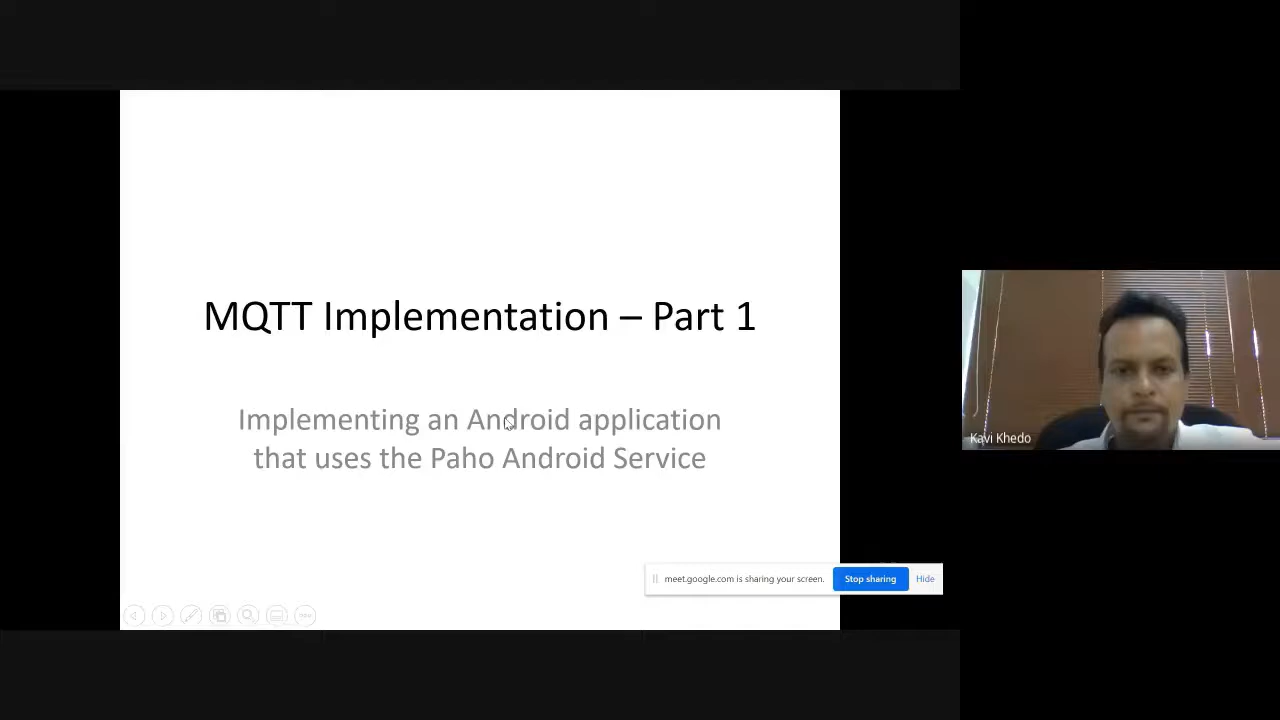 MQTT Implementation – Part 1
Implementing an Android application
that uses the Paho Android Service
meet.google.com is sharing your screen.
Stop sharing
Hide
Kavi Khedo